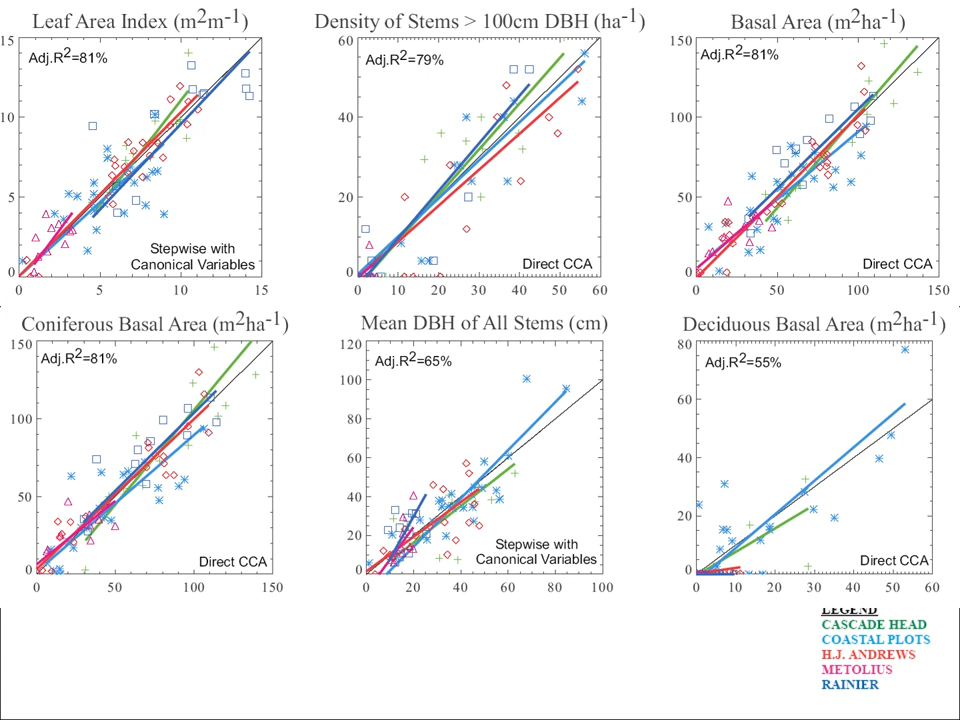 Leaf Area Index (m2m-1)
Density of Stems > 100cm DBH (ha-1)
Basal Area (m2ha-1)
15
10
5
0
Adj.R2=81%
Stepwise with
Canonical Variables
0 5 10 15
60
40
20
0
Adj.R2=79%
Direct CCA
0 10 20 30 40 50 60
150
100
50
0
Adj.R2=81%
Direct CCA
0 50 100 150
Coniferous Basal Area (m2ha-1)
Mean DBH of All Stems (cm)
Deciduous Basal Area (m2ha-1)
150
100
50
0
Adj.R2=81%
Direct CCA
0 50 100 150
120
100
80
60
40
20
0
Adj.R2=65%
Stepwise with
Canonical Variables
0 20 40 60 80 100
80
60
40
20
0
Adj.R2=55%
Direct CCA
0 10 20 30 40 50 60
LEGEND
CASCADE HEAD
COASTAL PLOTS
H.J. ANDREWS
METOLIUS
RAINIER